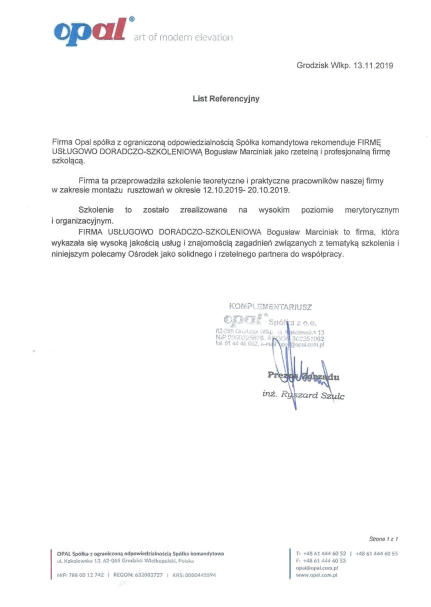 opal® art of modern elevation
Grodzisk Wlkp. 13.11.2019
List Referencyjny
Firma Opal spółka z ograniczoną odpowiedzialnością Spółka komandytowa rekomenduje FIRMĘ
USŁUGOWO DORADCZO-SZKOLENIOWĄ Bogusław Marciniak jako rzetelną i profesjonalną firmę
szkolącą.
Firma ta przeprowadziła szkolenie teoretyczne i praktyczne pracowników naszej firmy
w zakresie montażu rusztowań w okresie 12.10.2019- 20.10.2019.
Szkolenie to zostało zrealizowane na wysokim poziomie merytorycznym
i organizacyjnym.
FIRMA USŁUGOWO DORADCZO-SZKOLENIOWA Bogusław Marciniak to firma, która
wykazała się wysoką jakością usług i znajomością zagadnień związanych z tematyką szkolenia i
niniejszym polecamy Ośrodek jako solidnego i rzetelnego partnera do współpracy.
KOMPLEMENTARIUSZ
opal® Spółka z o.o.
Prezes Zarządu
inż. Ryszard Szulc
Strona 1 z 1
OPAL Spółka z ograniczoną odpowiedzialnością Spółka komandytowa
ul. Kąkolewska 13, 62-065 Grodzisk Wielkopolski, Polska
NIP: 788 00 12 742 | REGON: 632082727 | KRS: 0000445594
T: +48 61 444 60 52 | +48 61 444 60 55
F: +48 61 444 60 53
opal@opal.com.pl
www.opal.com.pl